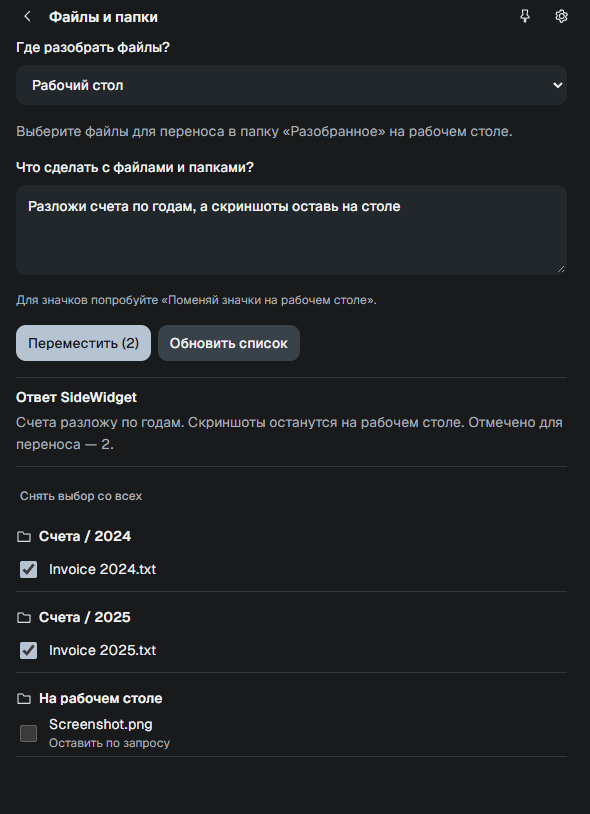 Файлы и папки
Где разобрать файлы?
Рабочий стол
Выберите файлы для переноса в папку «Разобранное» на рабочем столе.
Что сделать с файлами и папками?
Разложи счета по годам, а скриншоты оставь на столе
Для значков попробуйте «Поменяй значки на рабочем столе».
Переместить (2)
Обновить список
Ответ SideWidget
Счета разложу по годам. Скриншоты останутся на рабочем столе. Отмечено для
переноса — 2.
Снять выбор со всех
Счета / 2024
Invoice 2024.txt
Счета / 2025
Invoice 2025.txt
На рабочем столе
Screenshot.png
Оставить по запросу